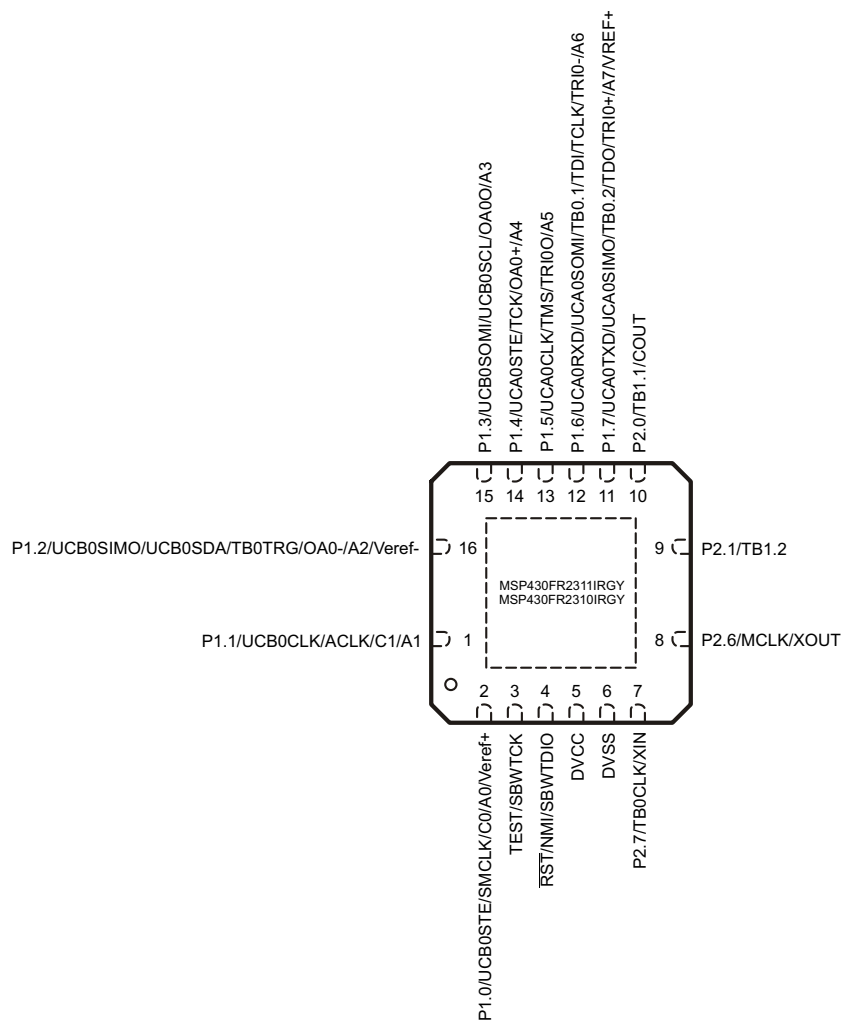 P1.3/UCB0SOMI/UCB0SCL/OA0O/A3
P1.4/UCA0STE/TCK/OA0+/A4
P1.5/UCA0CLK/TMS/TRI0O/A5
P1.6/UCA0RXD/UCA0SOMI/TB0.1/TDI/TCLK/TRI0-/A6
P1.7/UCA0TXD/UCA0SIMO/TB0.2/TDO/TRI0+/A7/VREF+
P2.0/TB1.1/COUT
15 14 13 12 11 10
P1.2/UCB0SIMO/UCB0SDA/TB0TRG/OA0-/A2/Veref- 16
9 P2.1/TB1.2
MSP430FR2311IRGY
MSP430FR2310IRGY
P1.1/UCB0CLK/ACLK/C1/A1 1
8 P2.6/MCLK/XOUT
2 3 4 5 6 7
P1.0/UCB0STE/SMCLK/C0/A0/Veref+
TEST/SBWTCK
RST/NMI/SBWTDIO
DVCC
DVSS
P2.7/TB0CLK/XIN